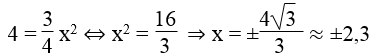 4 = 3/4 x² ⇔ x² = 16/3 ⇒ x = ±4√3/3 ≈ ±2,3